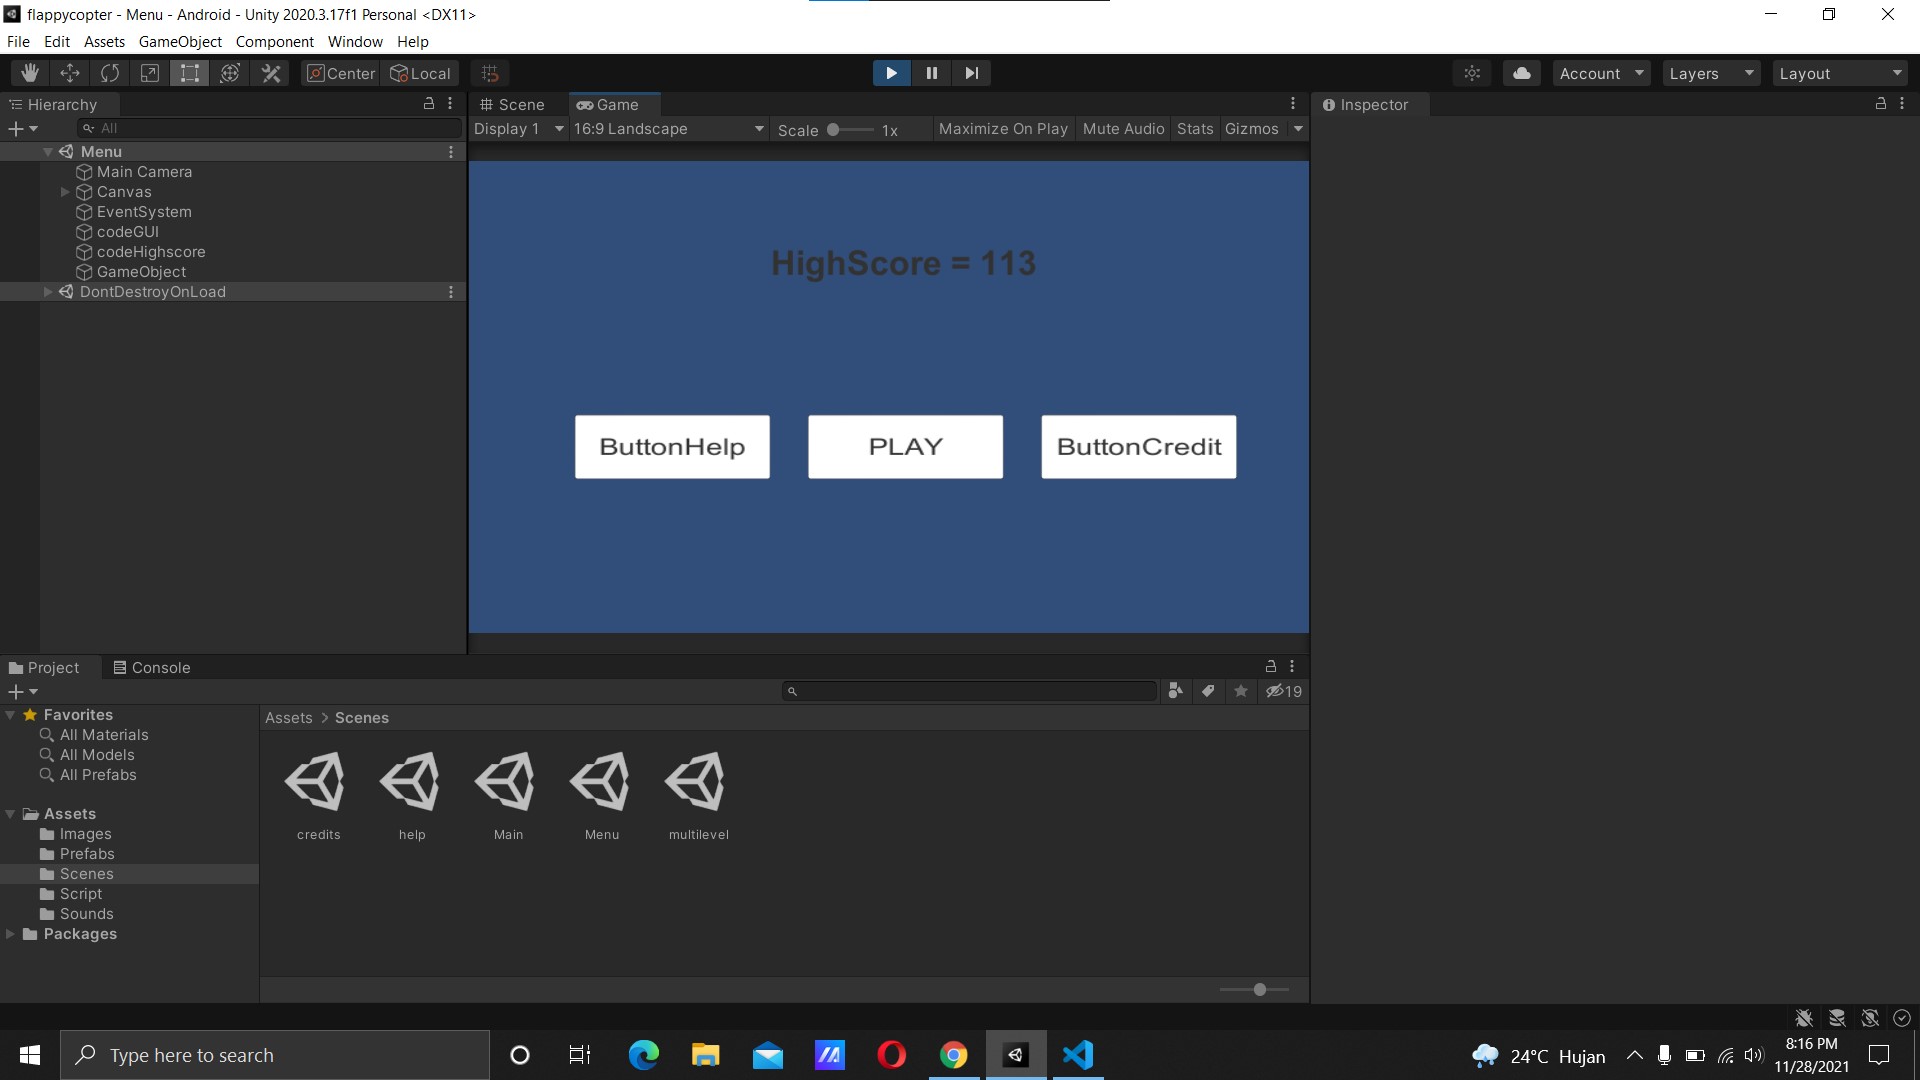 flappycopter - Menu - Android - Unity 2020.3.17f1 Personal <DX11>
File Edit Assets GameObject Component Window Help
Center Local Account Layers Layout
Hierarchy
All
Menu
Main Camera
Canvas
EventSystem
codeGUI
codeHighscore
GameObject
DontDestroyOnLoad
Scene Game
Display 1 16:9 Landscape Scale 1x Maximize On Play Mute Audio Stats Gizmos
HighScore = 113
ButtonHelp PLAY ButtonCredit
Inspector
Project Console
19
Favorites
All Materials
All Models
All Prefabs
Assets
Images
Prefabs
Scenes
Script
Sounds
Packages
Assets > Scenes
credits help Main Menu multilevel
Type here to search
24°C Hujan
8:16 PM
11/28/2021